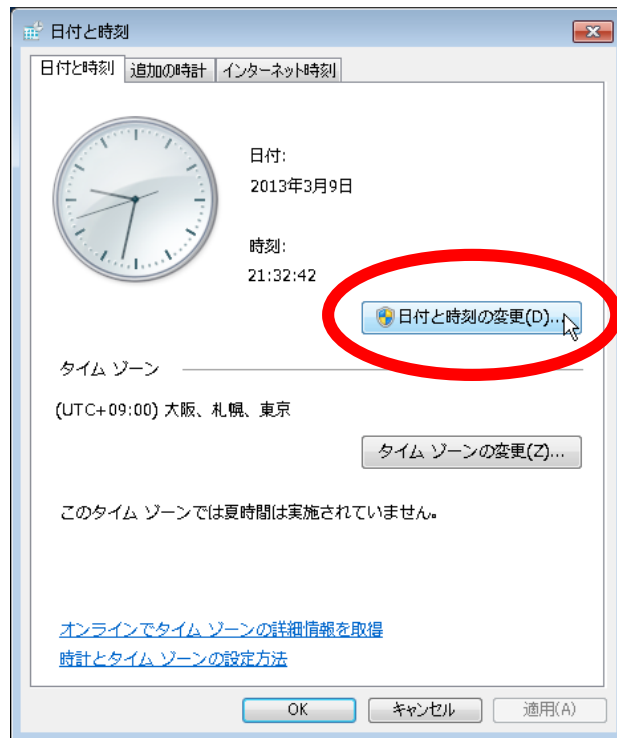 日付と時刻
日付と時刻 追加の時計 インターネット時刻
日付:
2013年3月9日
時刻:
21:32:42
日付と時刻の変更(D)...
タイム ゾーン
(UTC+09:00) 大阪、札幌、東京
タイム ゾーンの変更(Z)...
このタイム ゾーンでは夏時間は実施されていません。
オンラインでタイム ゾーンの詳細情報を取得
時計とタイム ゾーンの設定方法
OK キャンセル 適用(A)